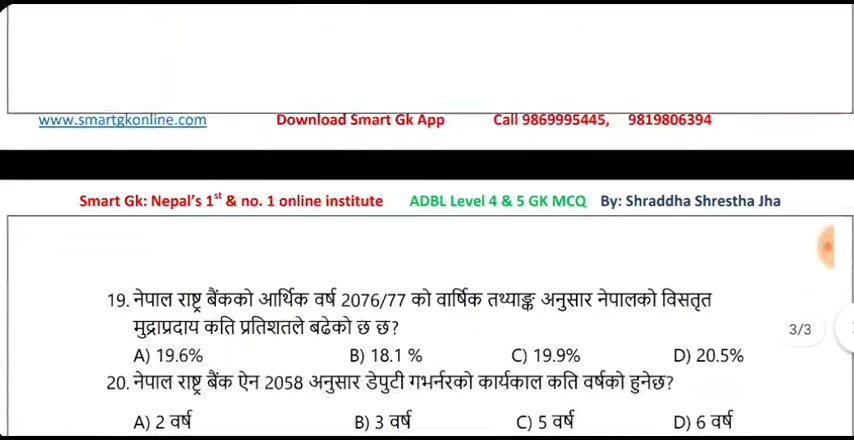 www.smartgkonline.com Download Smart Gk App Call 9869995445, 9819806394
Smart Gk: Nepal's 1st & no. 1 online institute ADBL Level 4 & 5 GK MCQ By: Shraddha Shrestha Jha
19. नेपाल राष्ट्र बैंकको आर्थिक वर्ष 2076/77 को वार्षिक तथ्याङ्क अनुसार नेपालको विसतृत
मुद्राप्रदाय कति प्रतिशतले बढेको छ छ?
3/3
A) 19.6% B) 18.1 % C) 19.9% D) 20.5%
20. नेपाल राष्ट्र बैंक ऐन 2058 अनुसार डेपुटी गभर्नरको कार्यकाल कति वर्षको हुनेछ?
A) 2 वर्ष B) 3 वर्ष C) 5 वर्ष D) 6 वर्ष